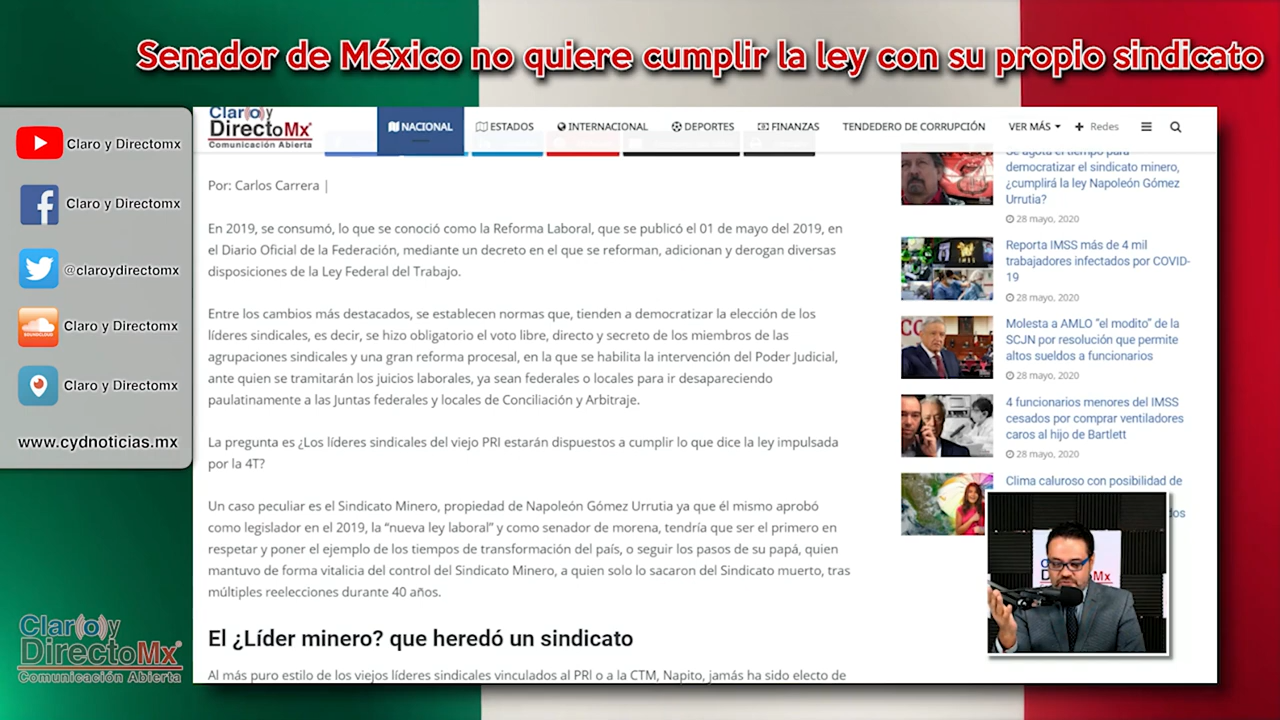 Senador de México no quiere cumplir la ley con su propio sindicato
Claro y Directomx
Claro y Directomx
@claroydirectomx
SOUNDCLOUD
Claro y Directomx
Claro y Directomx
www.cydnoticias.mx
Claro y
DirectoMx
Comunicación Abierta
Claro y
DirectoMx
Comunicación Abierta
NACIONAL
ESTADOS
INTERNACIONAL
DEPORTES
FINANZAS
TENDEDERO DE CORRUPCIÓN
VER MÁS
Redes
Por: Carlos Carrera |
En 2019, se consumó, lo que se conoció como la Reforma Laboral, que se publicó el 01 de mayo del 2019, en
el Diario Oficial de la Federación, mediante un decreto en el que se reforman, adicionan y derogan diversas
disposiciones de la Ley Federal del Trabajo.
Entre los cambios más destacados, se establecen normas que, tienden a democratizar la elección de los
líderes sindicales, es decir, se hizo obligatorio el voto libre, directo y secreto de los miembros de las
agrupaciones sindicales y una gran reforma procesal, en la que se habilita la intervención del Poder Judicial,
ante quien se tramitarán los juicios laborales, ya sean federales o locales para ir desapareciendo
paulatinamente a las Juntas federales y locales de Conciliación y Arbitraje.
La pregunta es ¿Los líderes sindicales del viejo PRI estarán dispuestos a cumplir lo que dice la ley impulsada
por la 4T?
Un caso peculiar es el Sindicato Minero, propiedad de Napoleón Gómez Urrutia ya que él mismo aprobó
como legislador en el 2019, la “nueva ley laboral” y como senador de morena, tendría que ser el primero en
respetar y poner el ejemplo de los tiempos de transformación del país, o seguir los pasos de su papá, quien
mantuvo de forma vitalicia del control del Sindicato Minero, a quien solo lo sacaron del Sindicato muerto, tras
múltiples reelecciones durante 40 años.
El ¿Líder minero? que heredó un sindicato
Al más puro estilo de los viejos líderes sindicales vinculados al PRI o a la CTM, Napito, jamás ha sido electo de
Se agota el tiempo para
democratizar el sindicato minero,
¿cumplirá la ley Napoleón Gómez
Urrutia?
28 mayo, 2020
Reporta IMSS más de 4 mil
trabajadores infectados por COVID-
19
28 mayo, 2020
Molesta a AMLO “el modito” de la
SCJN por resolución que permite
altos sueldos a funcionarios
28 mayo, 2020
4 funcionarios menores del IMSS
cesados por comprar ventiladores
caros al hijo de Bartlett
28 mayo, 2020
Clima caluroso con posibilidad de